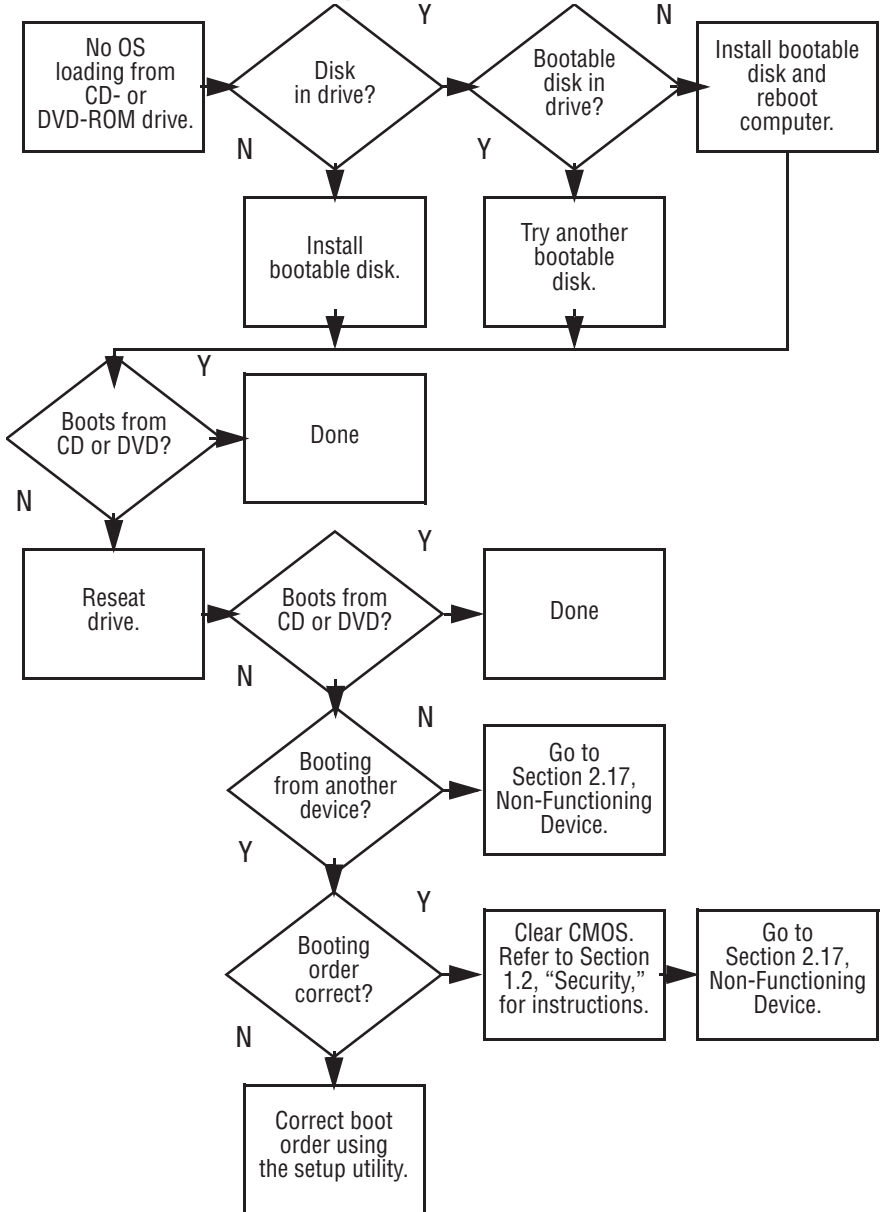 No OS
loading from
CD- or
DVD-ROM drive.
Disk
in drive?
Y
N
Bootable
disk in
drive?
N
Y
Install bootable
disk and
reboot
computer.
Install
bootable disk.
Try another
bootable
disk.
Boots from
CD or DVD?
Y
N
Done
Reseat
drive.
Boots from
CD or DVD?
Y
N
Done
Booting
from another
device?
N
Y
Go to
Section 2.17,
Non-Functioning
Device.
Booting
order
correct?
Y
N
Clear CMOS.
Refer to Section
1.2, “Security,”
for instructions.
Go to
Section 2.17,
Non-Functioning
Device.
Correct boot
order using
the setup utility.